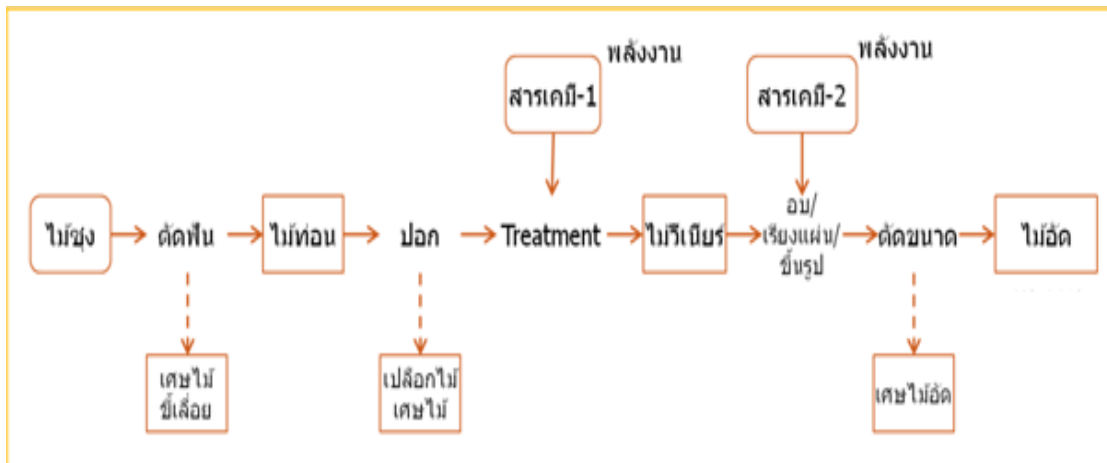 พลังงาน
พลังงาน
สารเคมี-1
สารเคมี-2
ไม้ซุง
ตัดฟัน
ไม้ท่อน
ปอก
Treatment
ไม้วีเนียร์
อบ/
เรียงแผ่น/
ขึ้นรูป
ตัดขนาด
ไม้อัด
เศษไม้
ขี้เลื่อย
เปลือกไม้
เศษไม้
เศษไม้อัด